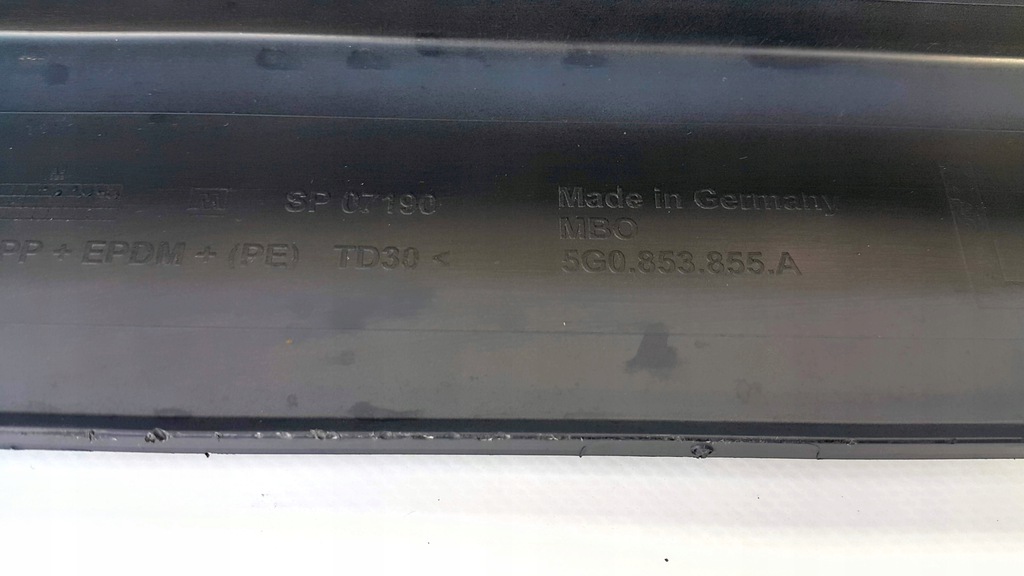 M
M SP 07190
PP + EPDM + (PE) TD30 <
Made in Germany
MBO
5G0.853.855.A